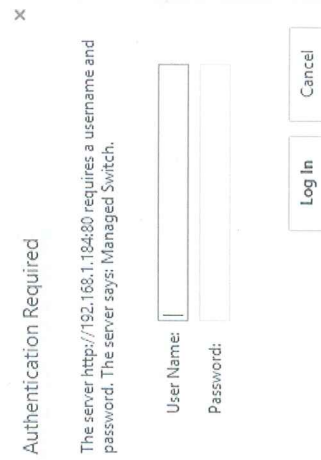 Authentication Required
×
The server http://192.168.1.184:80 requires a username and
password. The server says: Managed Switch.
User Name:
Password:
Log In
Cancel